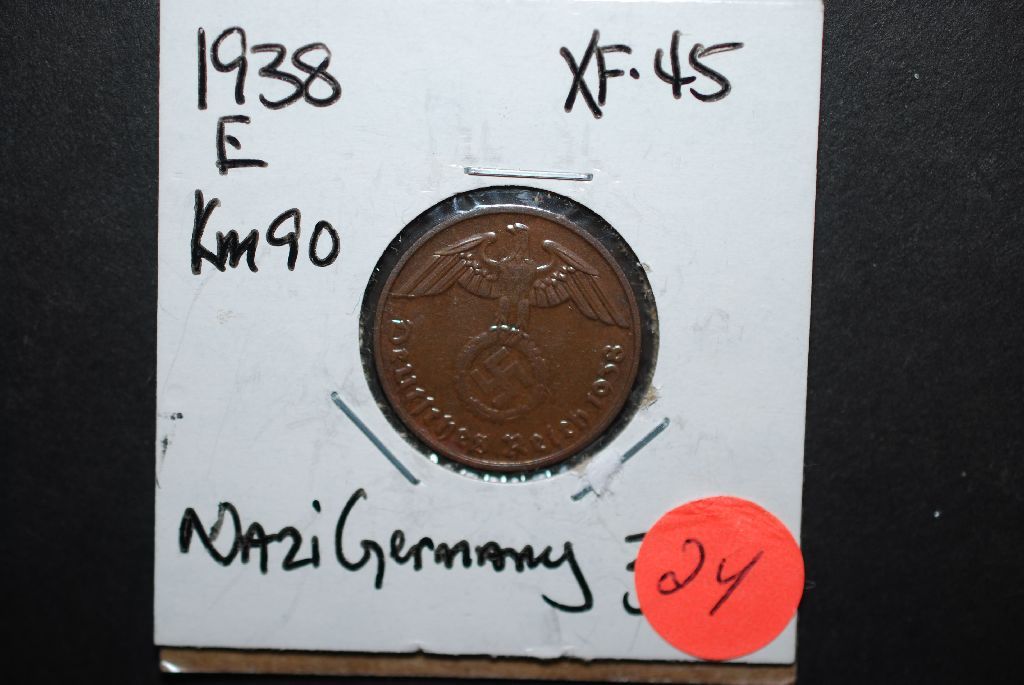 1938
XF·45
E
Km90
Deutsches Reich 1938
Nazi Germany
24